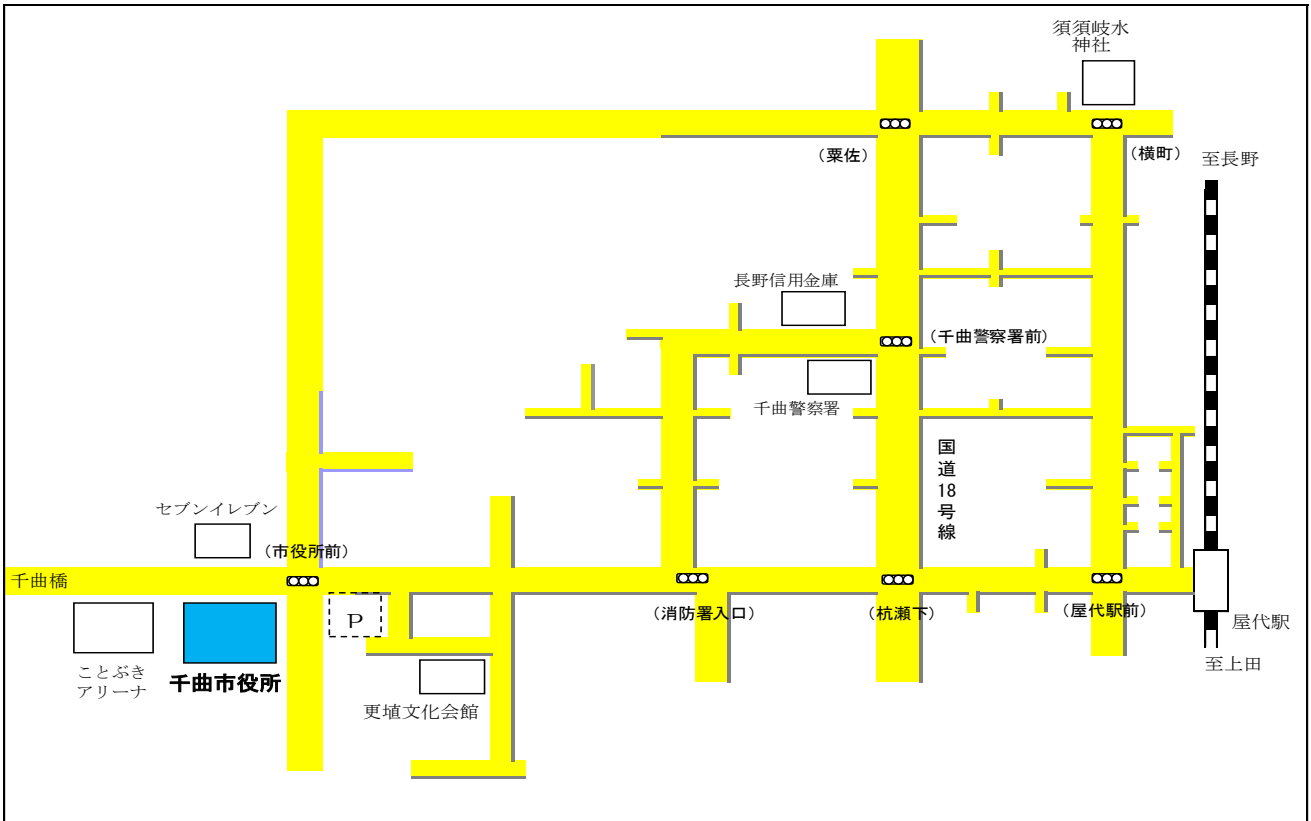 須須岐水
神社
（粟佐）
（横町）
至長野
長野信用金庫
（千曲警察署前）
千曲警察署
国
道
18
号
線
セブンイレブン
（市役所前）
千曲橋
P
（消防署入口）
（杭瀬下）
（屋代駅前）
屋代駅
至上田
ことぶき
アリーナ
千曲市役所
更埴文化会館